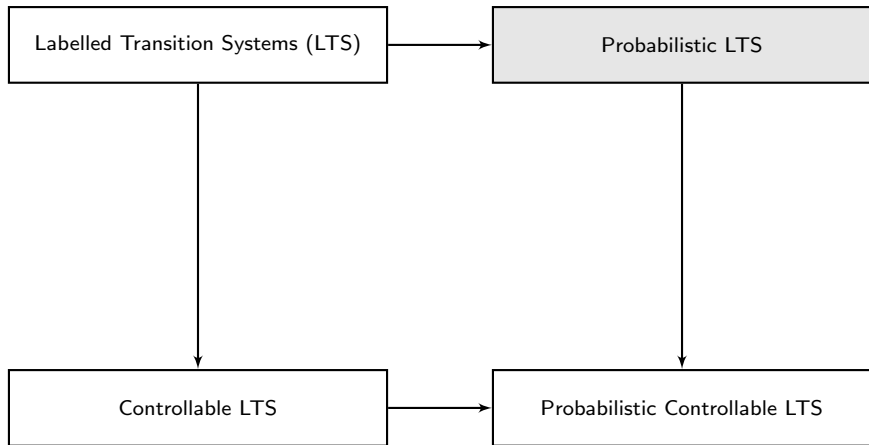 Labelled Transition Systems (LTS)
Probabilistic LTS
Controllable LTS
Probabilistic Controllable LTS